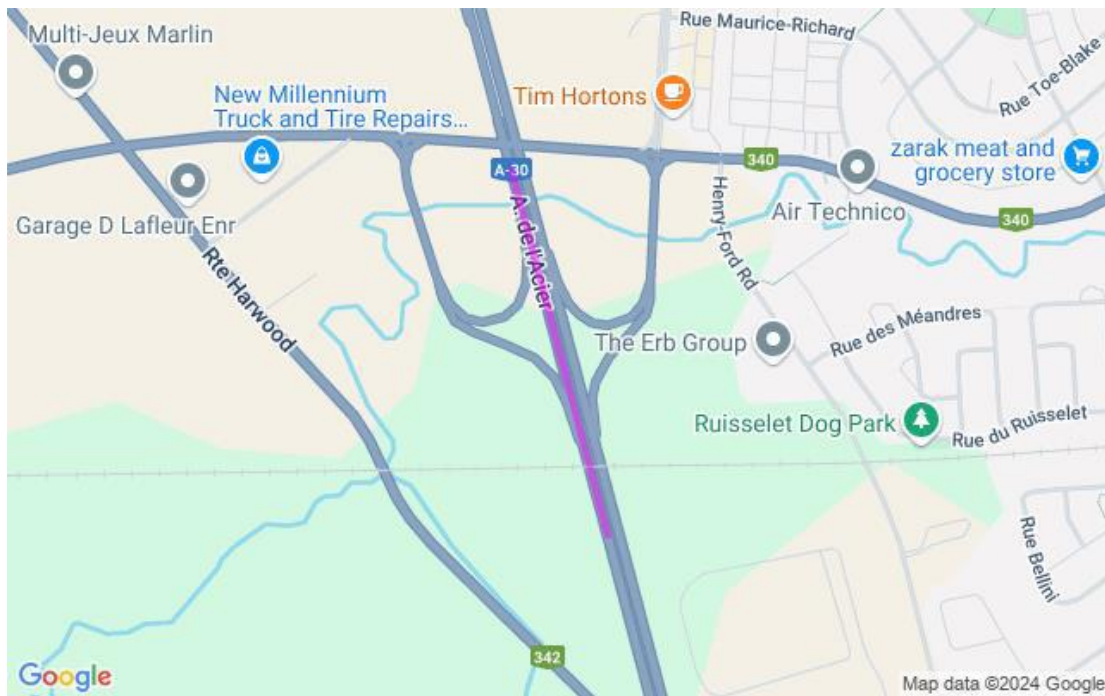 Multi-Jeux Marlin
Rue Maurice-Richard
Rue Toe-Blake
New Millennium
Truck and Tire Repairs...
Tim Hortons
340
zarak meat and
grocery store
A-30
Garage D Lafleur Enr
A. de l'Acier
Henry-Ford Rd
Air Technico
340
Rte Harwood
The Erb Group
Rue des Méandres
Ruisselet Dog Park
Rue du Ruisselet
Rue Bellini
342
Google
Map data ©2024 Google